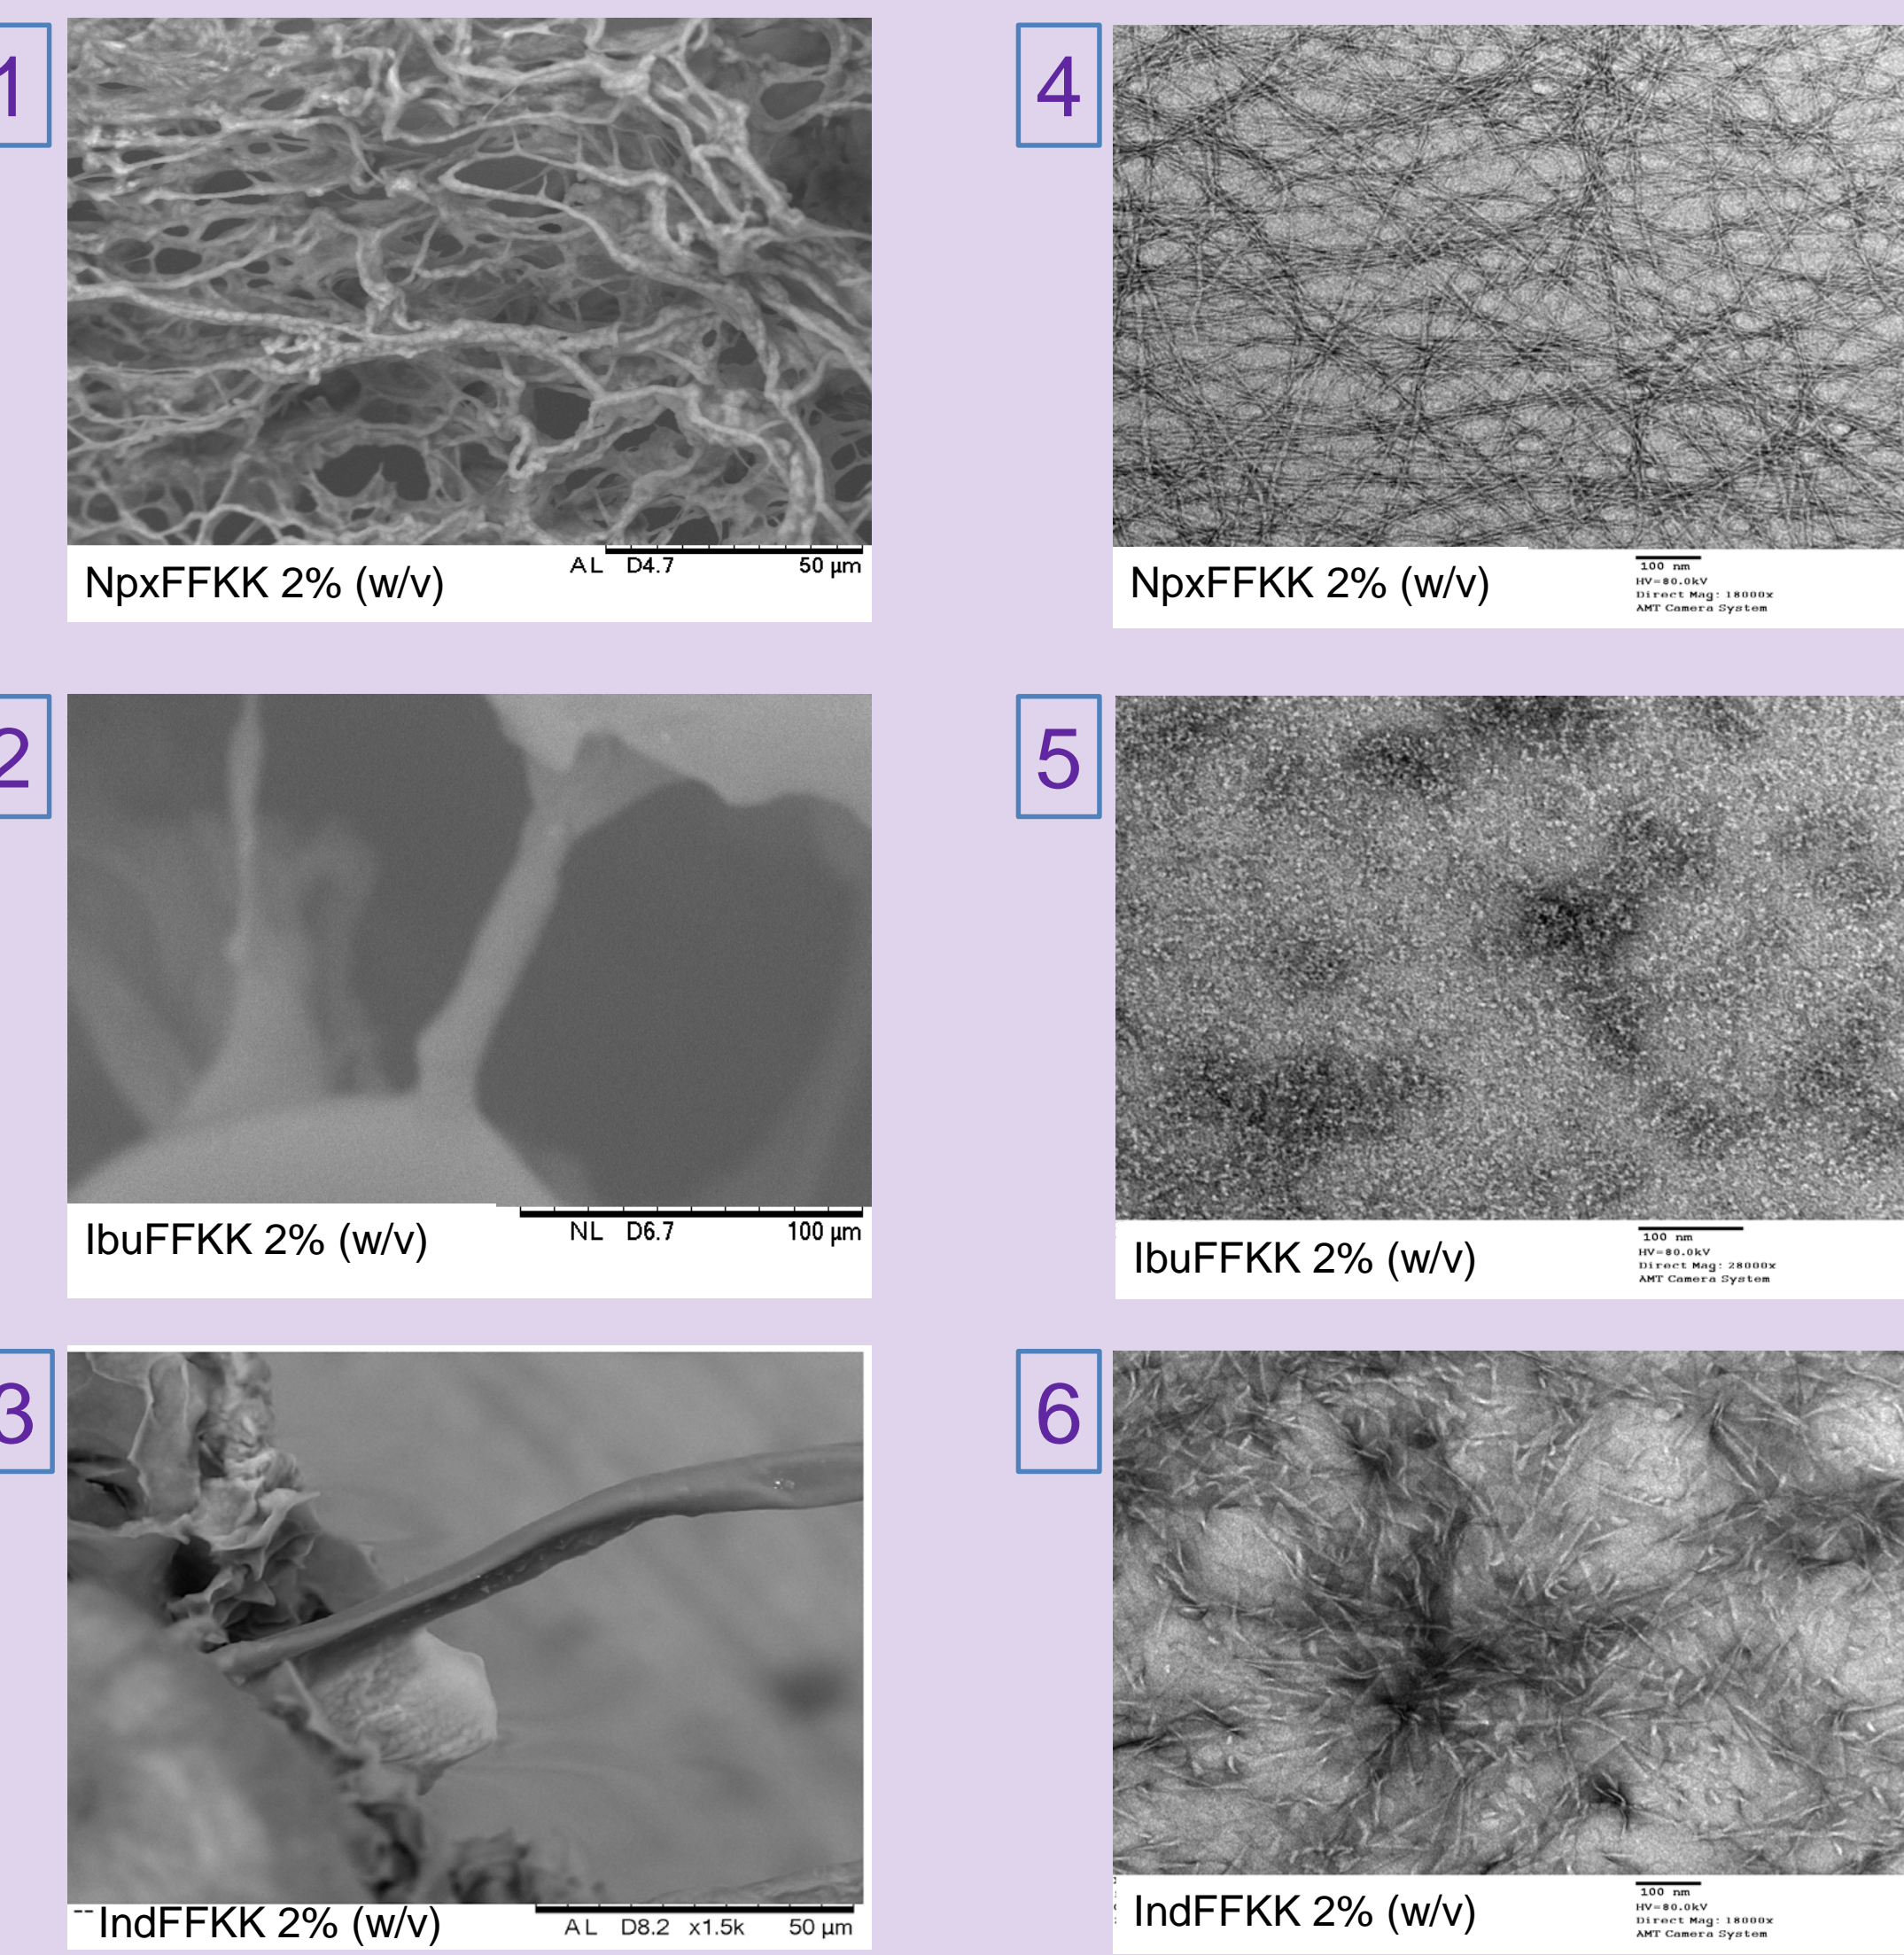 1
AL D4.7 50 µm
NpxFFKK 2% (w/v)
4
100 nm
HV=80.0kV
Direct Mag: 18000x
AMT Camera System
NpxFFKK 2% (w/v)
2
NL D6.7 100 µm
IbuFFKK 2% (w/v)
5
100 nm
HV=80.0kV
Direct Mag: 28000x
AMT Camera System
IbuFFKK 2% (w/v)
3
AL D8.2 x1.5k 50 µm
IndFFKK 2% (w/v)
6
100 nm
HV=80.0kV
Direct Mag: 18000x
AMT Camera System
IndFFKK 2% (w/v)